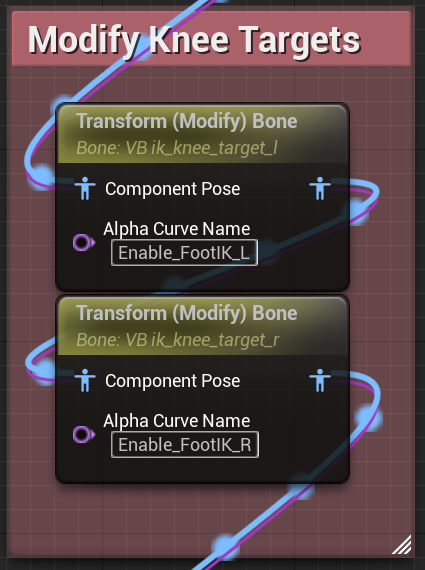 Modify Knee Targets
Transform (Modify) Bone
Bone: VB ik_knee_target_l
Component Pose
Alpha Curve Name
Enable_FootIK_L
Transform (Modify) Bone
Bone: VB ik_knee_target_r
Component Pose
Alpha Curve Name
Enable_FootIK_R